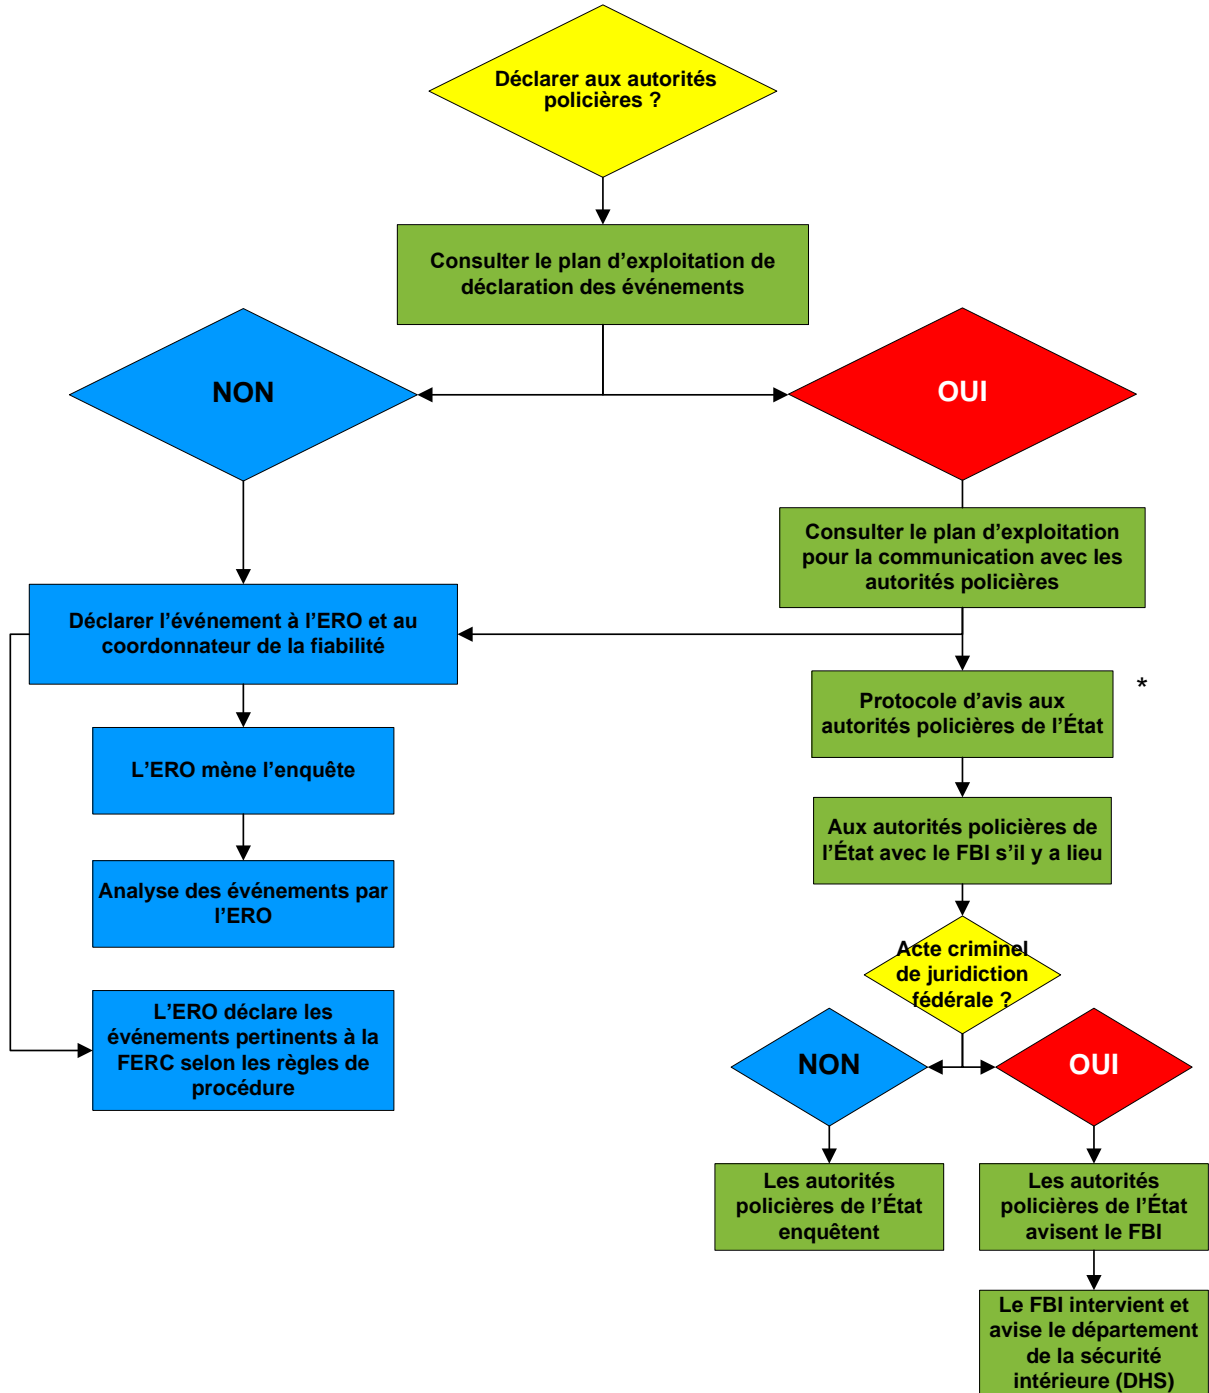 Déclarer aux autorités
policières ?
Consulter le plan d’exploitation de
déclaration des événements
NON
OUI
Consulter le plan d’exploitation
pour la communication avec les
autorités policières
Déclarer l’événement à l’ERO et au
coordonnateur de la fiabilité
Protocole d’avis aux
autorités policières de l’État
*
L’ERO mène l’enquête
Aux autorités policières de
l’État avec le FBI s’il y a lieu
Analyse des événements par
l’ERO
Acte criminel
de juridiction
fédérale ?
L’ERO déclare les
événements pertinents à la
FERC selon les règles de
procédure
NON
OUI
Les autorités
policières de l’État
enquêtent
Les autorités
policières de l’État
avisent le FBI
Le FBI intervient et
avise le département
de la sécurité
intérieure (DHS)